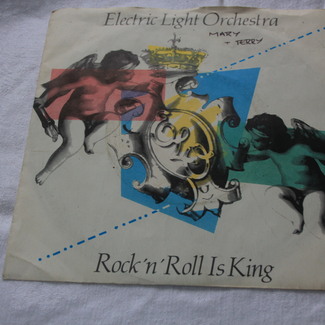 Electric Light Orchestra
MARY
+ TERRY
Rock'n'Roll Is King